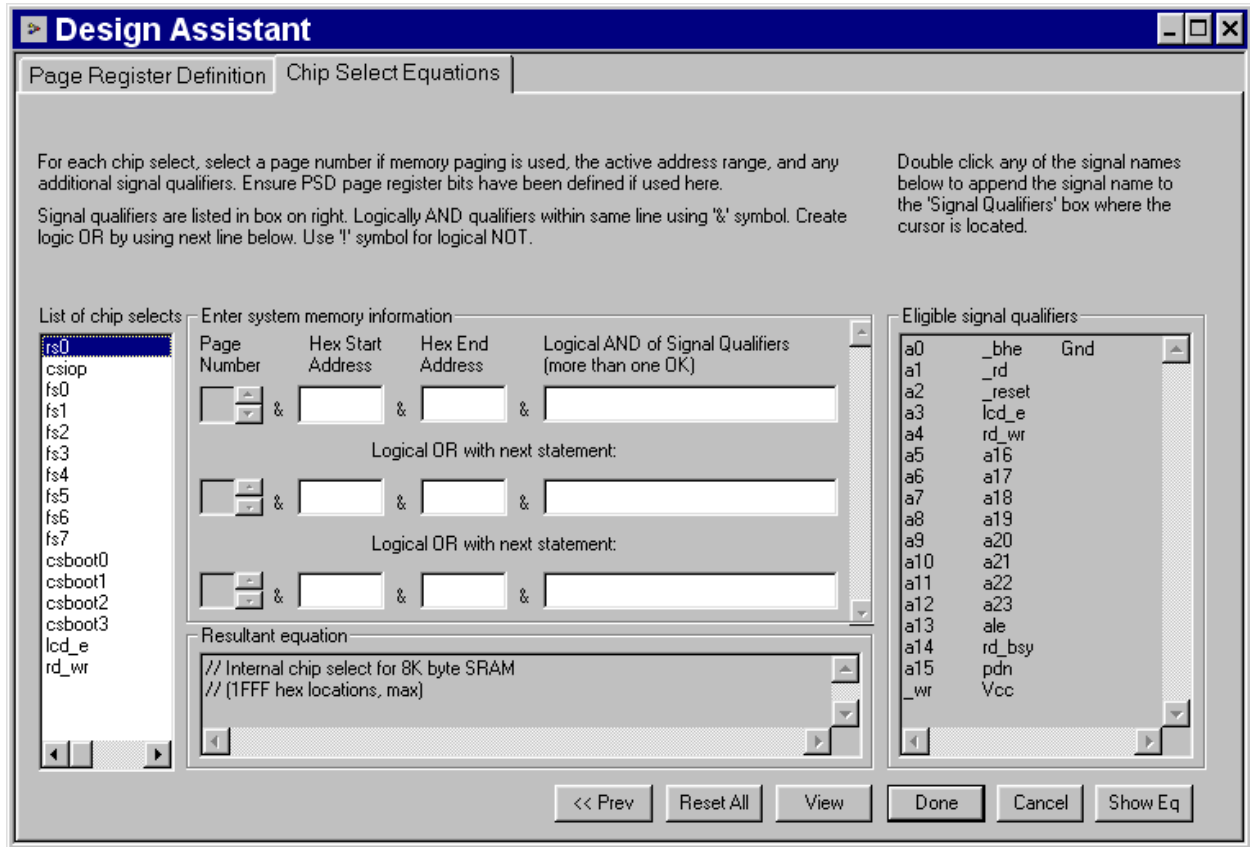 Design Assistant
Page Register Definition
Chip Select Equations
For each chip select, select a page number if memory paging is used, the active address range, and any
additional signal qualifiers. Ensure PSD page register bits have been defined if used here.
Signal qualifiers are listed in box on right. Logically AND qualifiers within same line using '&' symbol. Create
logic OR by using next line below. Use '!' symbol for logical NOT.
Double click any of the signal names
below to append the signal name to
the 'Signal Qualifiers' box where the
cursor is located.
List of chip selects
rs0
csiop
fs0
fs1
fs2
fs3
fs4
fs5
fs6
fs7
csboot0
csboot1
csboot2
csboot3
lcd_e
rd_wr
Enter system memory information
Page
Number
Hex Start
Address
Hex End
Address
Logical AND of Signal Qualifiers
(more than one OK)
& & &
Logical OR with next statement:
& & &
Logical OR with next statement:
& & &
Resultant equation
// Internal chip select for 8K byte SRAM
// (1FFF hex locations, max)
Eligible signal qualifiers
a0 _bhe Gnd
a1 _rd
a2 _reset
a3 lcd_e
a4 rd_wr
a5 a16
a6 a17
a7 a18
a8 a19
a9 a20
a10 a21
a11 a22
a12 a23
a13 ale
a14 rd_bsy
a15 pdn
_wr Vcc
<< Prev
Reset All
View
Done
Cancel
Show Eq